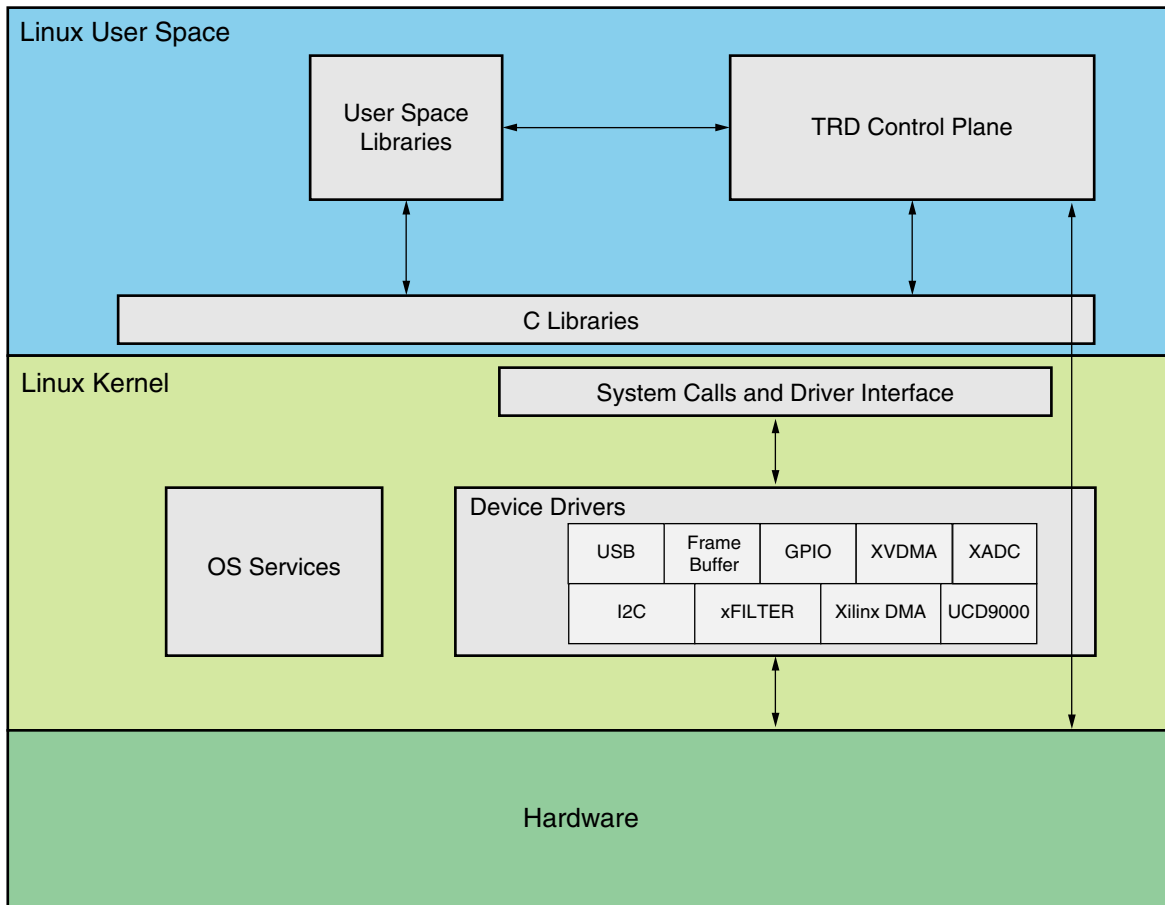 Linux User Space
User Space
Libraries
TRD Control Plane
C Libraries
Linux Kernel
System Calls and Driver Interface
OS Services
Device Drivers
USB
Frame
Buffer
GPIO
XVDMA
XADC
I2C
xFILTER
Xilinx DMA
UCD9000
Hardware